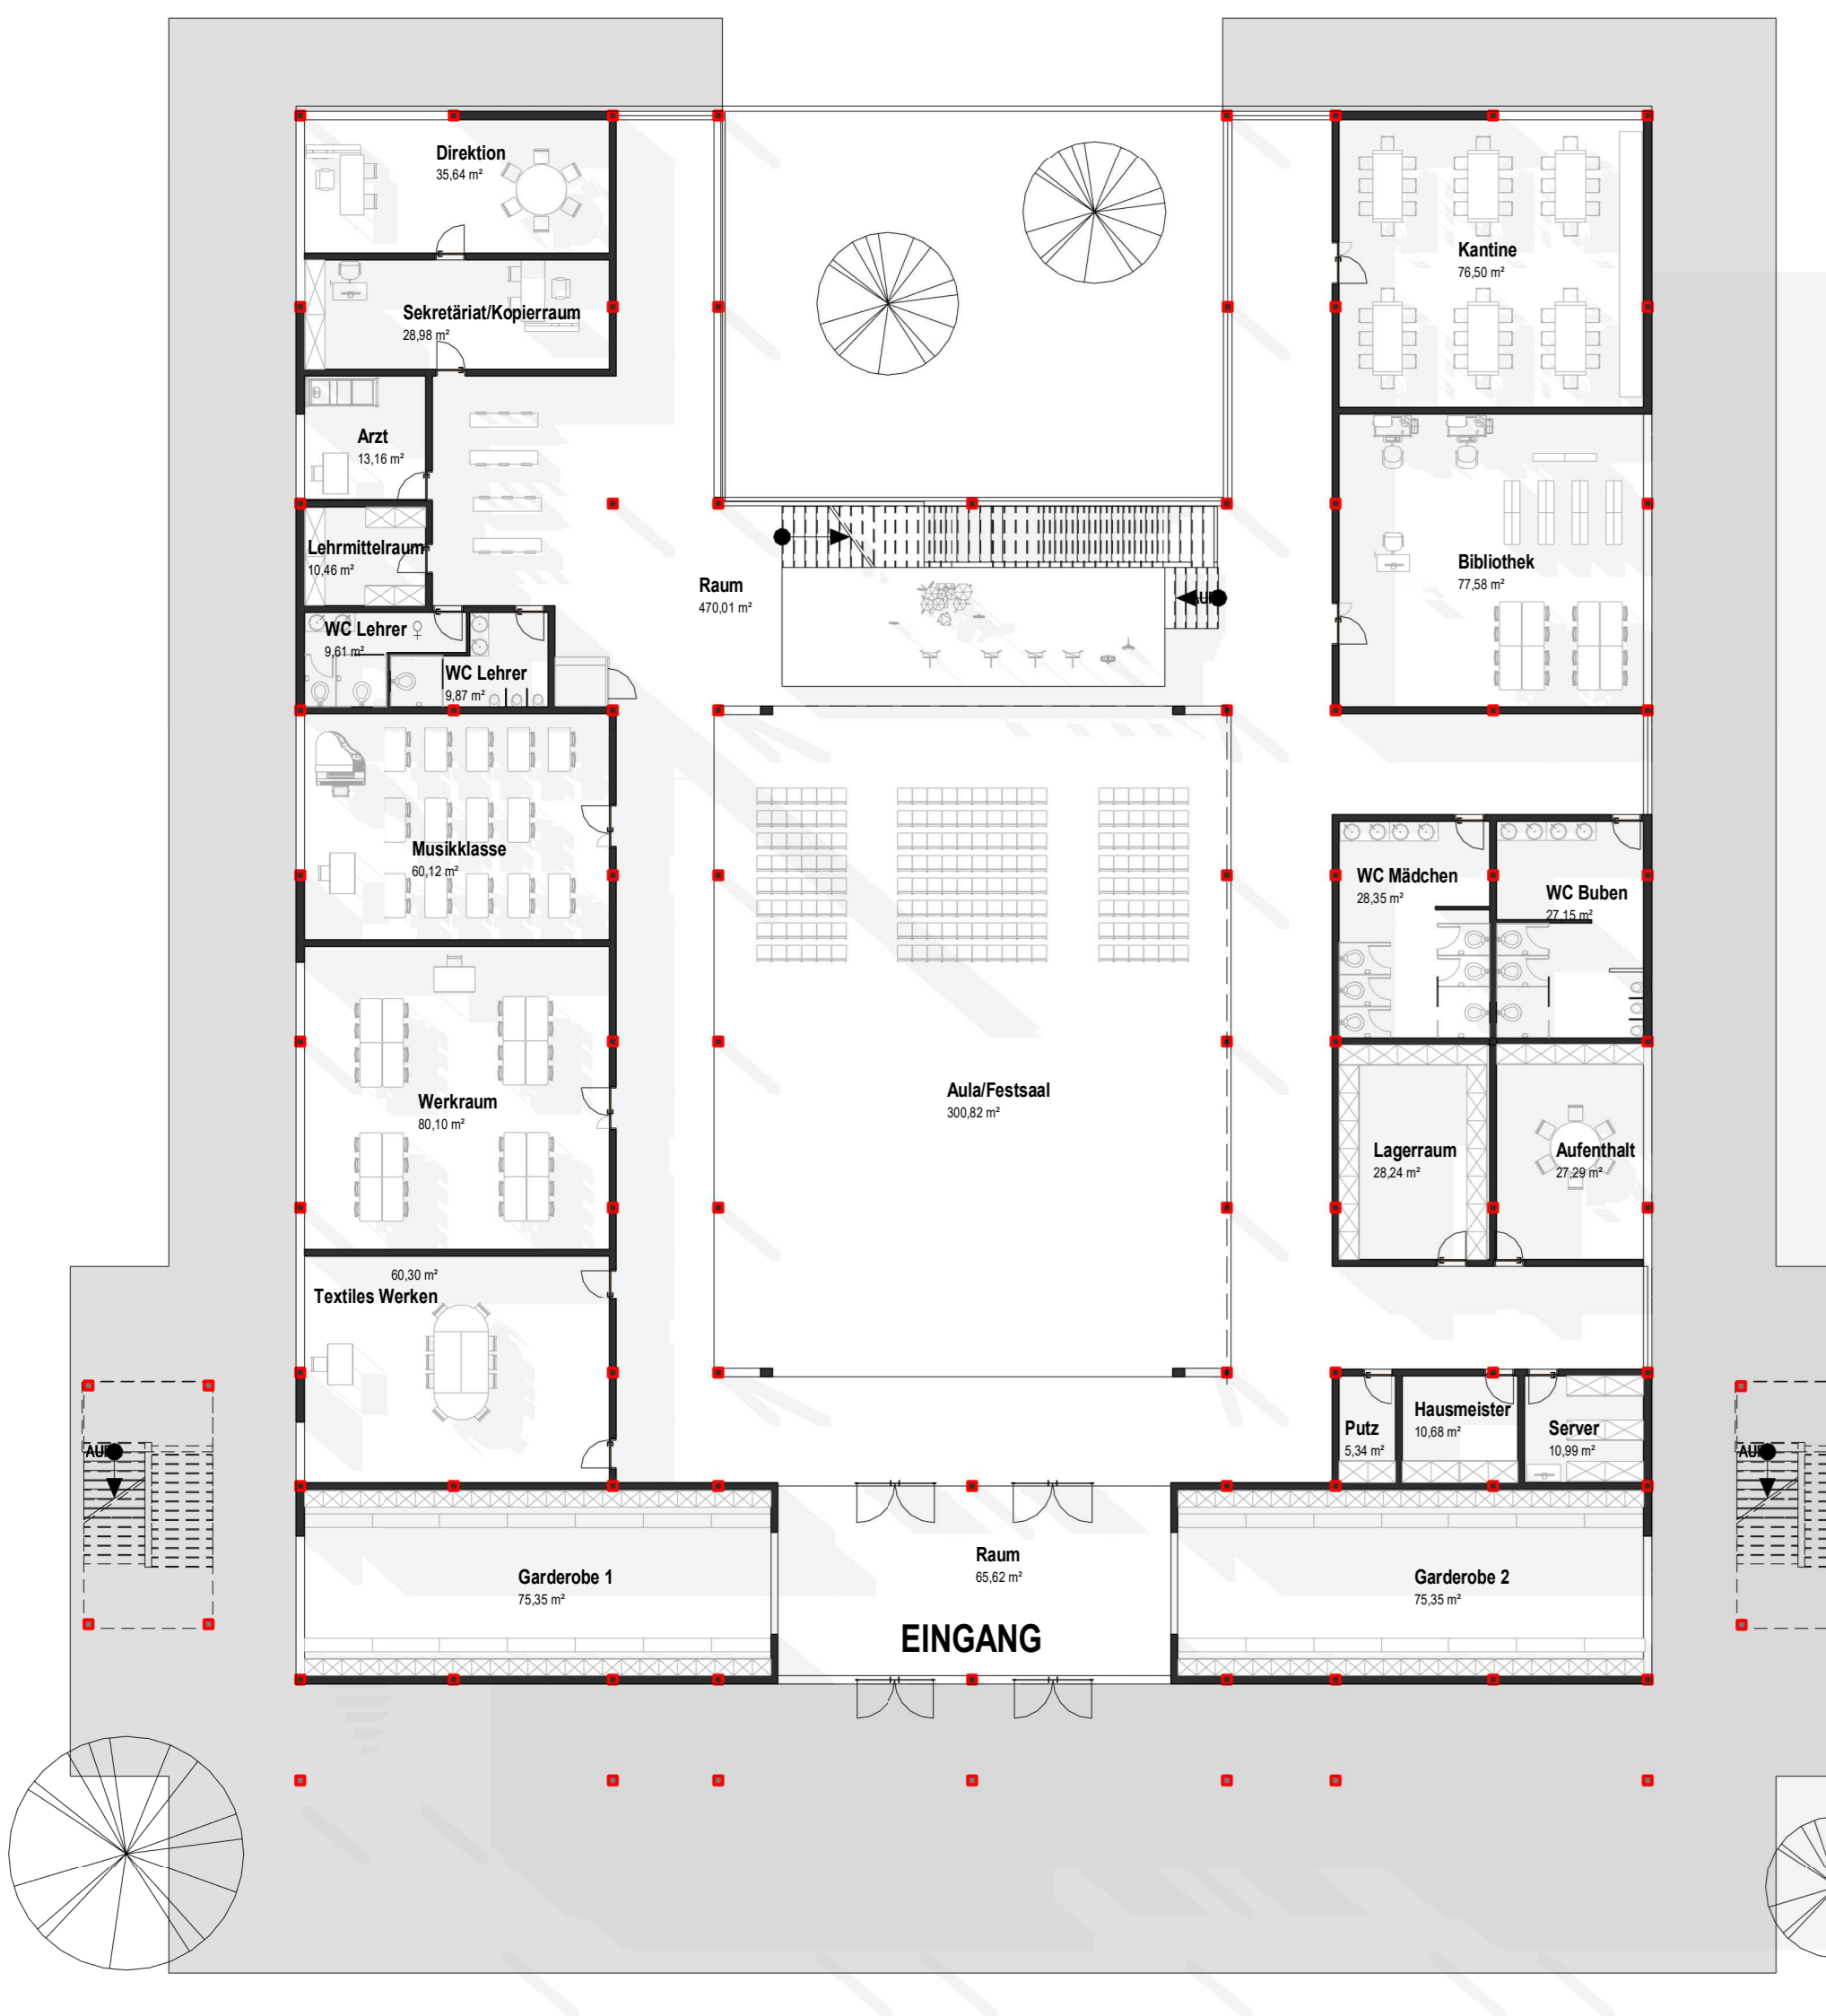 Direktion
35,64 m²
Kantine
76,50 m²
Sekretäriat/Kopierraum
28,98 m²
Arzt
13,16 m²
Lehrmittelraum
10,46 m²
Bibliothek
77,58 m²
Raum
470,01 m²
AUF
WC Lehrer ♀
9,61 m²
WC Lehrer
9,87 m²
Musikklasse
60,12 m²
WC Mädchen
28,35 m²
WC Buben
27,15 m²
Werkraum
80,10 m²
Aula/Festsaal
300,82 m²
Lagerraum
28,24 m²
Aufenthalt
27,29 m²
60,30 m²
Textiles Werken
Putz
5,34 m²
Hausmeister
10,68 m²
Server
10,99 m²
AUF
AUF
Garderobe 1
75,35 m²
Raum
65,62 m²
Garderobe 2
75,35 m²
EINGANG